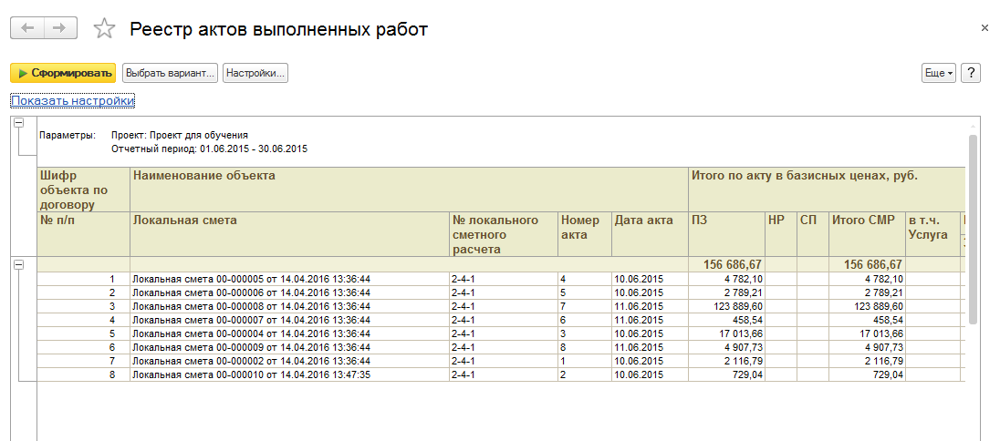 Реестр актов выполненных работ
Сформировать Выбрать вариант... Настройки... Еще ?
Показать настройки
Параметры: Проект: Проект для обучения
Отчетный период: 01.06.2015 - 30.06.2015
Шифр объекта по договору Наименование объекта Итого по акту в базисных ценах, руб.
№ п/п Локальная смета № локального сметного расчета Номер акта Дата акта ПЗ НР СП Итого СМР в т.ч. Услуга
156 686,67 156 686,67
1 Локальная смета 00-000005 от 14.04.2016 13:36:44 2-4-1 4 10.06.2015 4 782,10 4 782,10
2 Локальная смета 00-000006 от 14.04.2016 13:36:44 2-4-1 5 10.06.2015 2 789,21 2 789,21
3 Локальная смета 00-000008 от 14.04.2016 13:36:44 2-4-1 7 11.06.2015 123 889,60 123 889,60
4 Локальная смета 00-000007 от 14.04.2016 13:36:44 2-4-1 6 11.06.2015 458,54 458,54
5 Локальная смета 00-000004 от 14.04.2016 13:36:44 2-4-1 3 10.06.2015 17 013,66 17 013,66
6 Локальная смета 00-000009 от 14.04.2016 13:36:44 2-4-1 8 11.06.2015 4 907,73 4 907,73
7 Локальная смета 00-000002 от 14.04.2016 13:36:44 2-4-1 1 10.06.2015 2 116,79 2 116,79
8 Локальная смета 00-000010 от 14.04.2016 13:47:35 2-4-1 2 10.06.2015 729,04 729,04